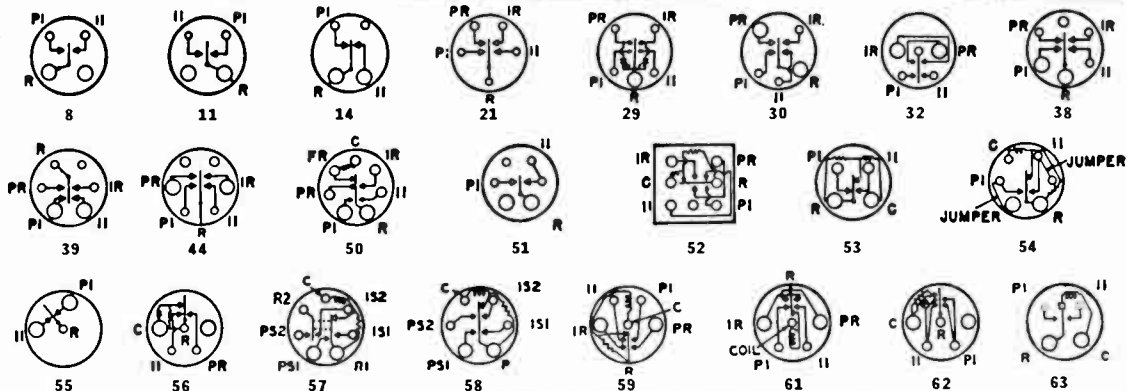 PI II PI II PI PR IR PR IR PR IR. PR IR
IR PR
PI II
R R II PI II PI II PI R PI II PI II
R R II R
8 11 14 21 29 30 32 38
R C II PI II C II
PR IR IR PR IR PR
PR IR PR II PI C R JUMPER
PI II PI II PI R R II PI R C JUMPER R
R
39 44 50 51 52 53 54
PI C R2 C IS2 C IS2 II PI R PI II
C PS2 IS1 PS2 IS1 C IR PR C
II R R IR PR COIL R
II PR PS1 R1 PS1 R R PI II II PI R C
55 56 57 58 59 61 62 63